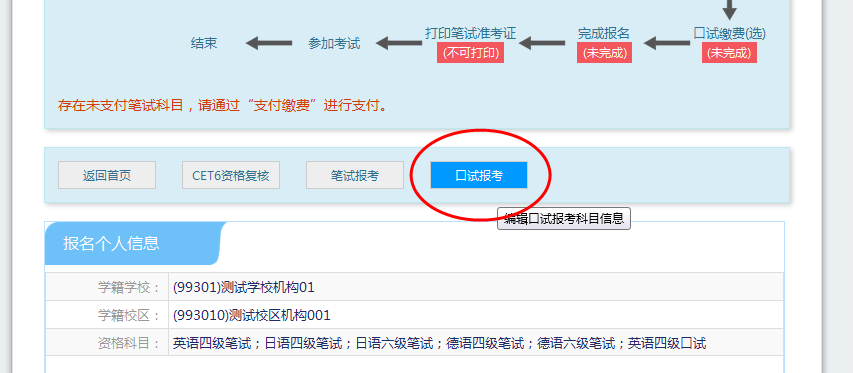 结束 参加考试 打印笔试准考证 完成报名 口试缴费(选)
(不可打印) (未完成) (未完成)
存在未支付笔试科目，请通过“支付缴费”进行支付。
返回首页 CET6资格复核 笔试报考 口试报考
编辑口试报考科目信息
报名个人信息
学籍学校： (99301)测试学校机构01
学籍校区： (993010)测试校区机构001
资格科目： 英语四级笔试；日语四级笔试；日语六级笔试；德语四级笔试；德语六级笔试；英语四级口试